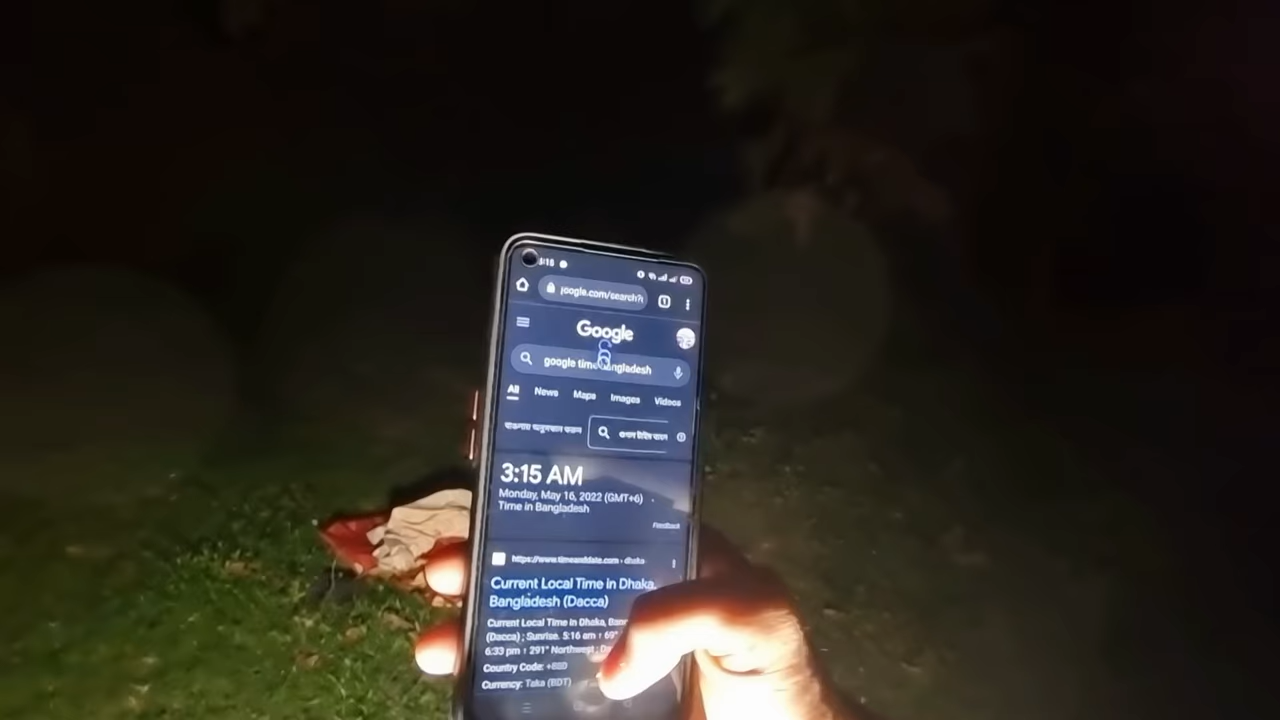 3:15
google.com/search?q
Google
google time bangladesh
All News Maps Images Videos
বাংলায় অনুসন্ধান করুন
3:15 AM
Monday, May 16, 2022 (GMT+6)
Time in Bangladesh
Feedback
https://www.timeanddate.com › dhaka
Current Local Time in Dhaka,
Bangladesh (Dacca)
Current Local Time in Dhaka,
(Dacca) ; Sunrise. 5:16 am ↑ 69°
6:33 pm ↑ 291° Northwest ;
Country Code: +880
Currency: Taka (BDT)